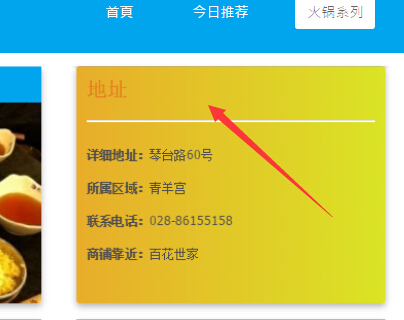 首頁 今日推荐 火锅系列
地址
详细地址：琴台路60号
所属区域：青羊宫
联系电话：028-86155158
商铺靠近：百花世家